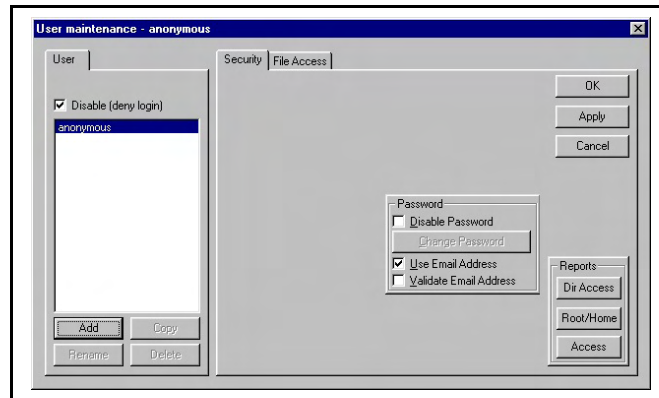 User maintenance - anonymous
User
Security
File Access
Disable (deny login)
anonymous
Add
Copy
Rename
Delete
OK
Apply
Cancel
Password
Disable Password
Change Password
Use Email Address
Validate Email Address
Reports
Dir Access
Root/Home
Access